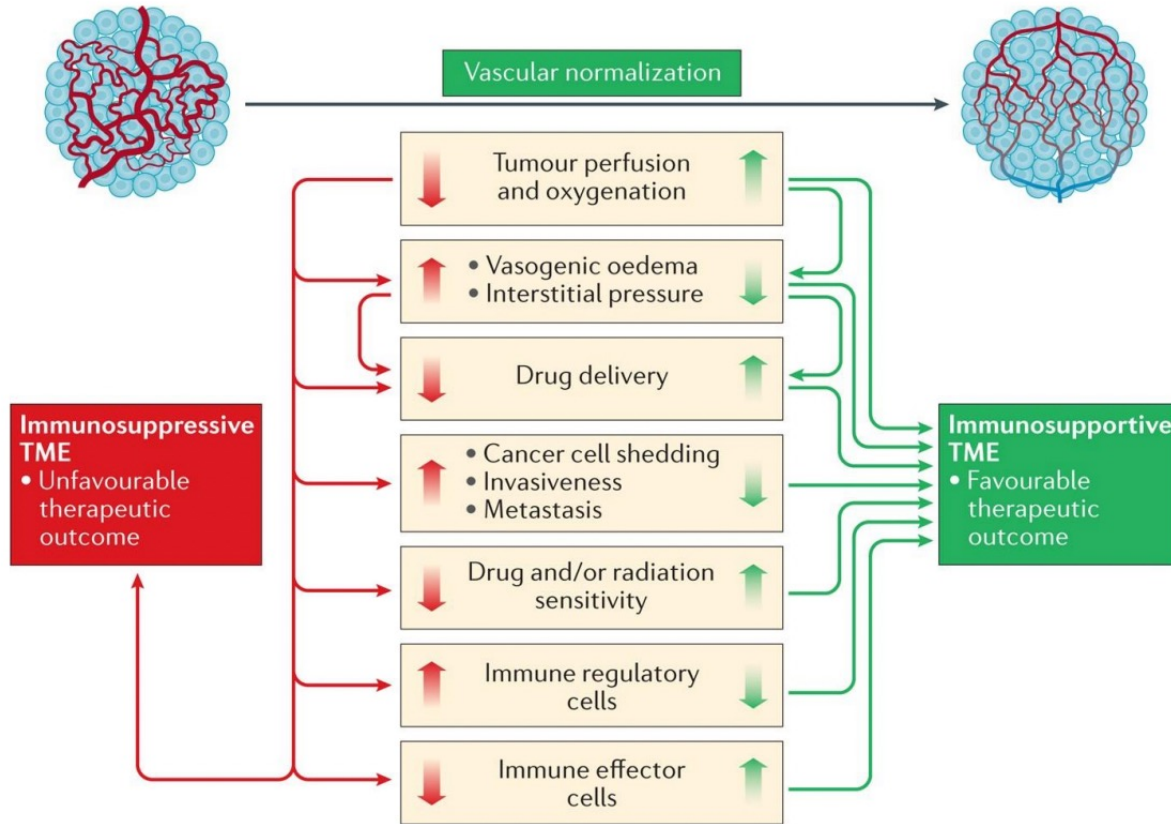 Vascular normalization
Tumour perfusion
and oxygenation
• Vasogenic oedema
• Interstitial pressure
Drug delivery
Immunosuppressive
TME
• Unfavourable
therapeutic
outcome
• Cancer cell shedding
• Invasiveness
• Metastasis
Immunosupportive
TME
• Favourable
therapeutic
outcome
Drug and/or radiation
sensitivity
Immune regulatory
cells
Immune effector
cells